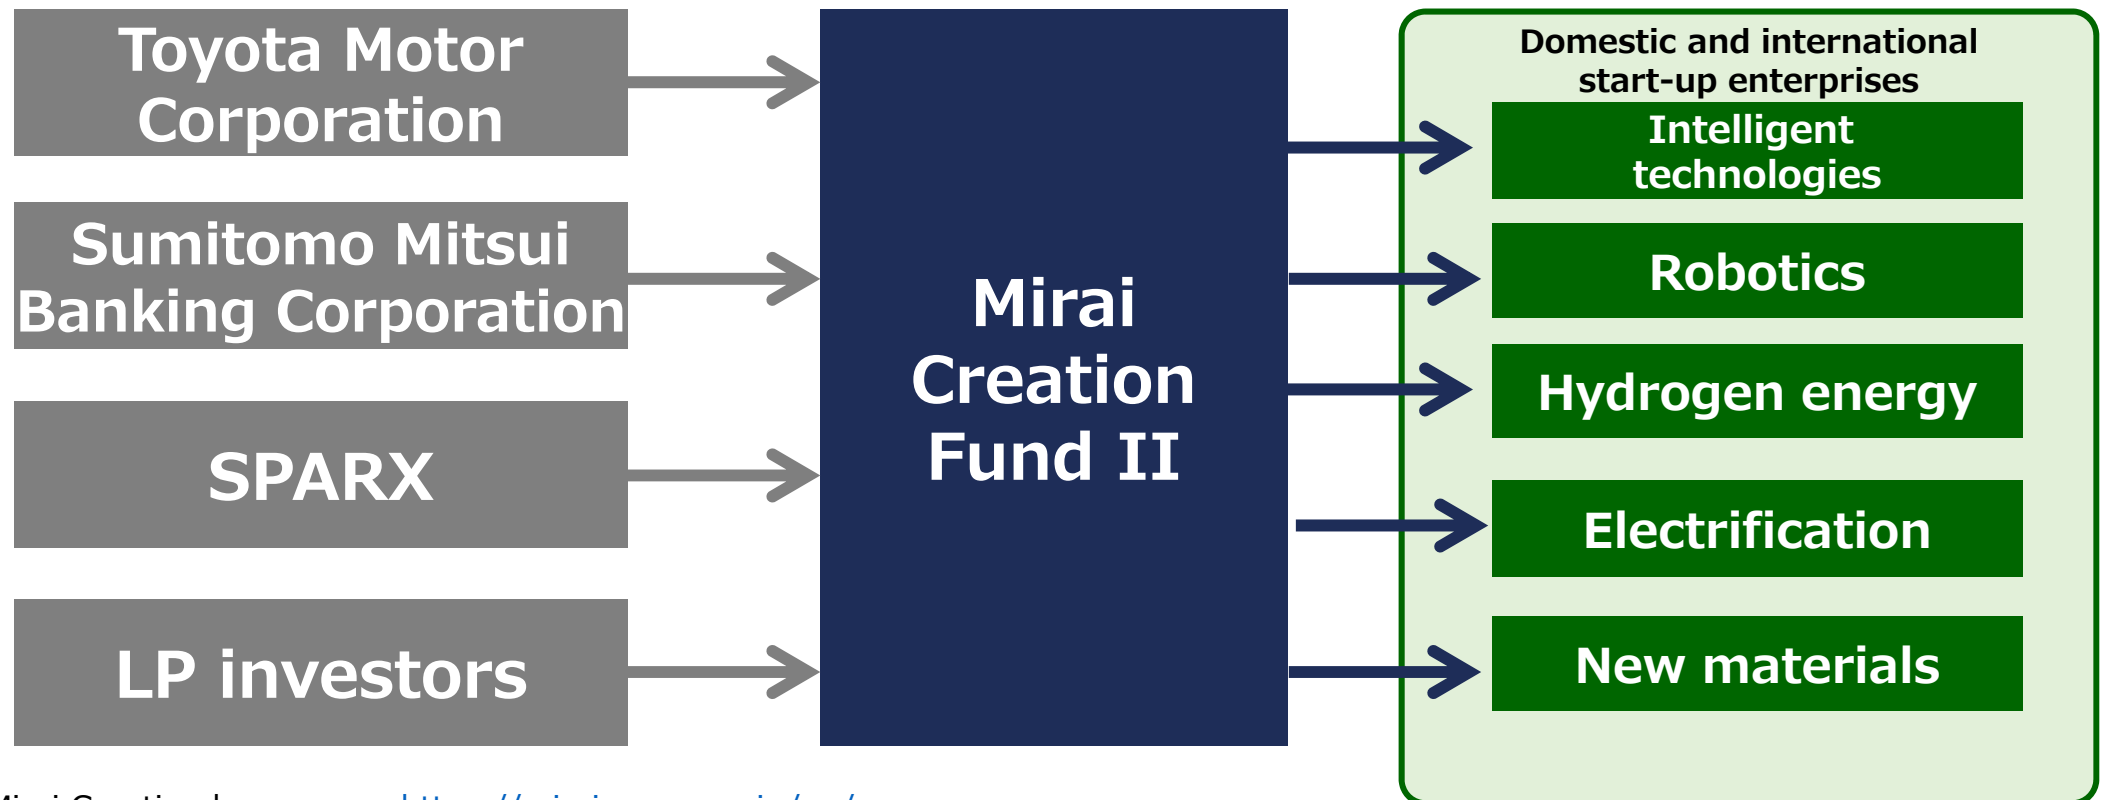 Toyota Motor
Corporation
Sumitomo Mitsui
Banking Corporation
SPARX
LP investors
Mirai
Creation
Fund II
Domestic and international
start-up enterprises
Intelligent
technologies
Robotics
Hydrogen energy
Electrification
New materials